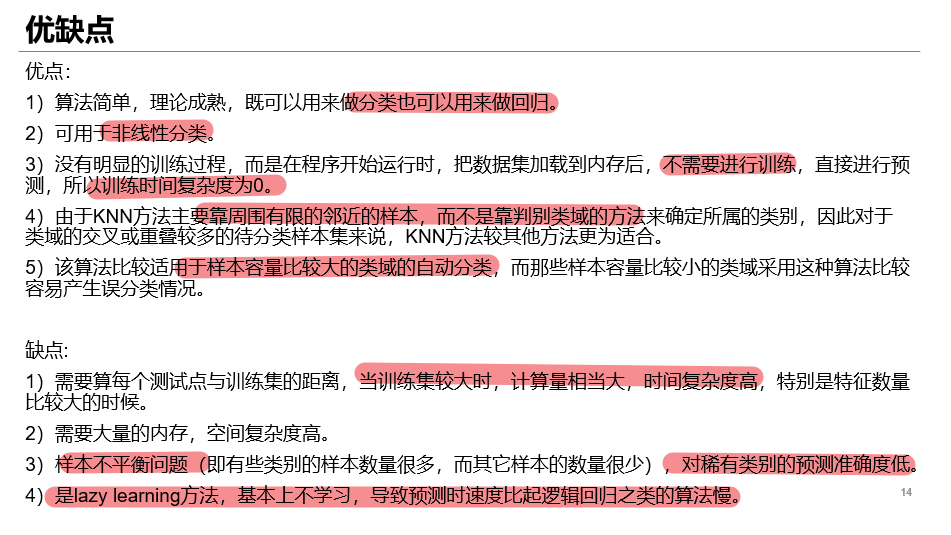 优缺点
优点：
1）算法简单，理论成熟，既可以用来做分类也可以用来做回归。
2）可用于非线性分类。
3）没有明显的训练过程，而是在程序开始运行时，把数据集加载到内存后，不需要进行训练，直接进行预
测，所以训练时间复杂度为0。
4）由于KNN方法主要靠周围有限的邻近的样本，而不是靠判别类域的方法来确定所属的类别，因此对于
类域的交叉或重叠较多的待分类样本集来说，KNN方法较其他方法更为适合。
5）该算法比较适用于样本容量比较大的类域的自动分类，而那些样本容量比较小的类域采用这种算法比较
容易产生误分类情况。
缺点:
1）需要算每个测试点与训练集的距离，当训练集较大时，计算量相当大，时间复杂度高，特别是特征数量
比较大的时候。
2）需要大量的内存，空间复杂度高。
3）样本不平衡问题（即有些类别的样本数量很多，而其它样本的数量很少），对稀有类别的预测准确度低。
4）是lazy learning方法，基本上不学习，导致预测时速度比起逻辑回归之类的算法慢。
14